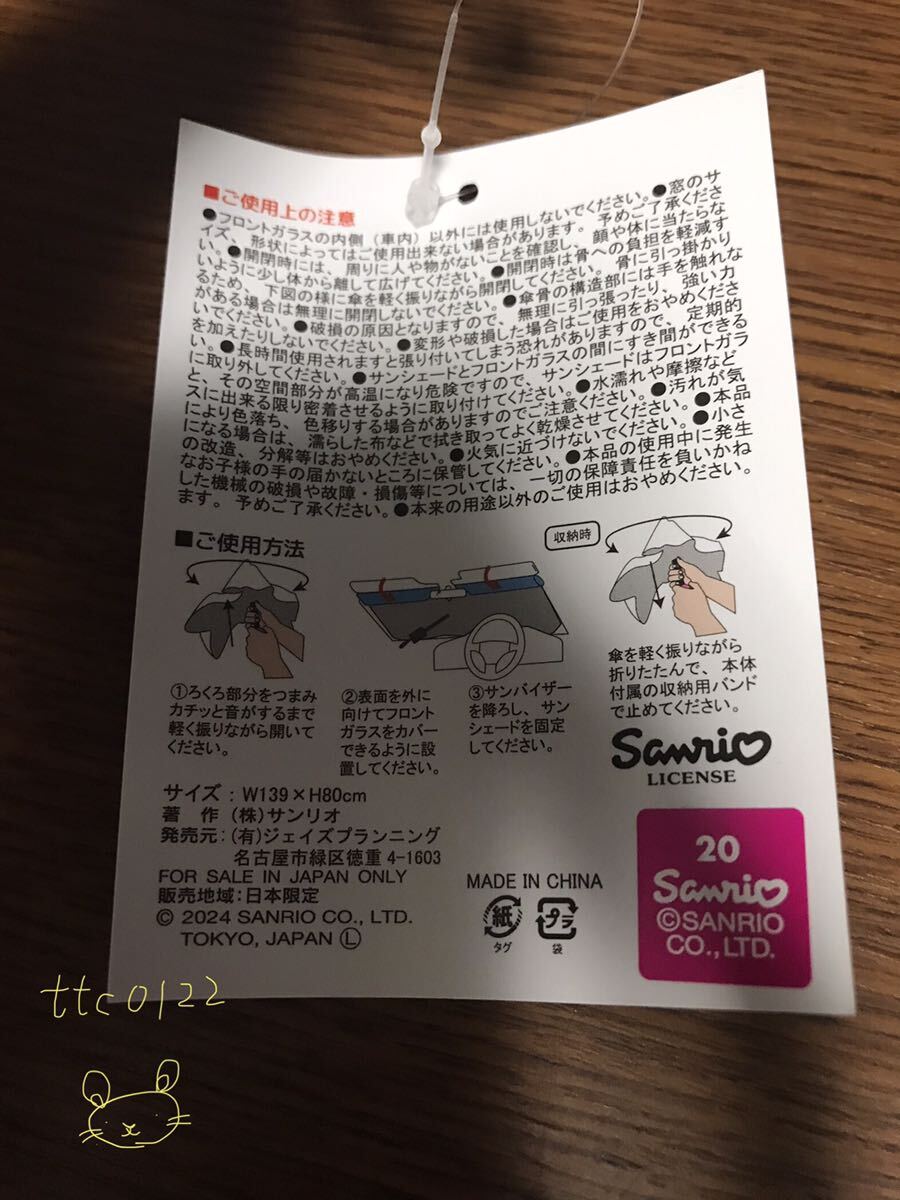 ■ご使用上の注意
●フロントガラスの内側（車内）以外には使用しないでください。●窓のサ
イズ、形状によってはご使用出来ない場合があります。予めご了承くださ
い。●開閉時には、周りに人や物がないことを確認し、顔や体に当たらな
いように少し体から離して広げてください。●開閉時は骨への負担を軽減す
るため、下図の様に傘を軽く振りながら開閉してください。骨に引っ掛かり
がある場合は無理に開閉しないでください。●傘骨の構造部には手を触れな
いでください。●破損の原因となりますので、無理に引っ張ったり、強い力
を加えたりしないでください。●変形や破損した場合はご使用をおやめくださ
い。●長時間使用されますと張り付いてしまう恐れがありますので、定期的
に取り外してください。●サンシェードとフロントガラスの間にすき間ができる
と、その空間部分が高温になり危険ですので、サンシェードはフロントガラ
スに出来る限り密着させるように取り付けてください。●水濡れや摩擦など
により色落ち、色移りする場合がありますのでご注意ください。●汚れが気
になる場合は、濡らした布などで拭き取ってよく乾燥させてください。●本品
の改造、分解等はおやめください。●火気に近づけないでください。●小さ
なお子様の手の届かないところに保管してください。●本品の使用中に発生
した機械の破損や故障・損傷等については、一切の保障責任を負いかね
ます。予めご了承ください。●本来の用途以外のご使用はおやめください。
■ご使用方法
収納時
①ろくろ部分をつまみ
カチッと音がするまで
軽く振りながら開いて
ください。
②表面を外に
向けてフロント
ガラスをカバー
できるように設
置してください。
③サンバイザー
を降ろし、サン
シェードを固定
してください。
傘を軽く振りながら
折りたたんで、本体
付属の収納用バンド
で止めてください。
Sanrio
LICENSE
サイズ：W139×H80cm
著　作（株）サンリオ
発売元：（有）ジェイズプランニング
名古屋市緑区徳重 4-1603
FOR SALE IN JAPAN ONLY
販売地域：日本限定
© 2024 SANRIO CO., LTD.
TOKYO, JAPAN Ⓛ
MADE IN CHINA
紙
タグ
プラ
袋
20
Sanrio
©SANRIO
CO., LTD.
ttc0122